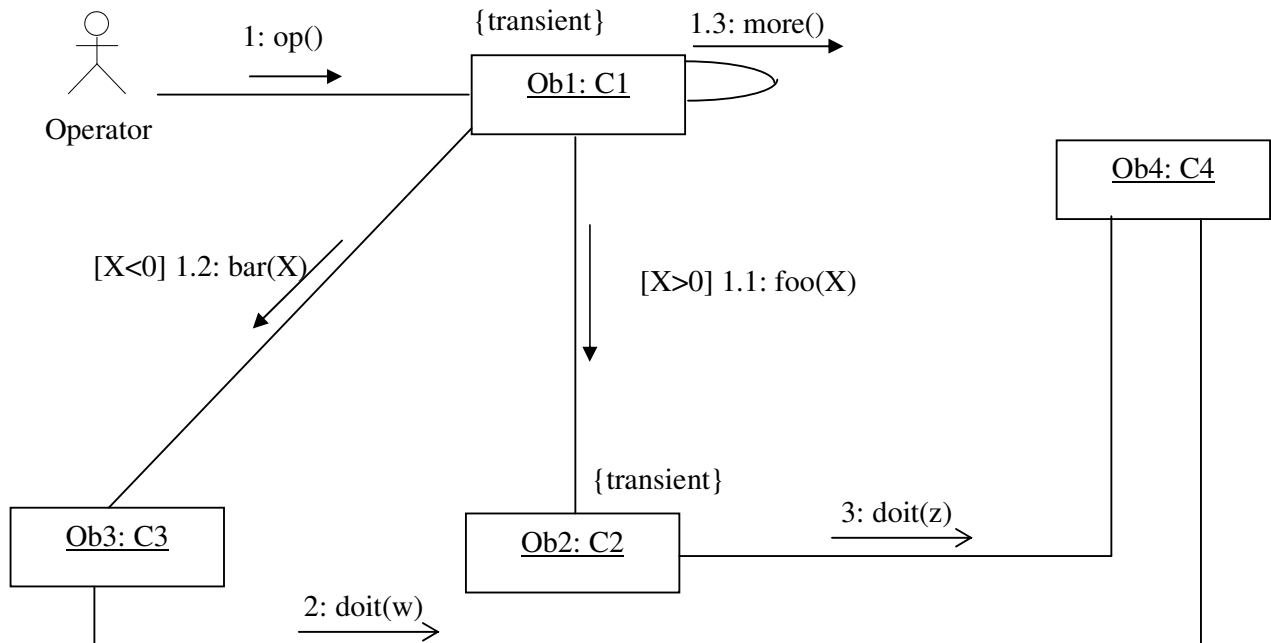 {transient}
1.3: more()
1: op()
Ob1: C1
Operator
Ob4: C4
[X<0] 1.2: bar(X)
[X>0] 1.1: foo(X)
{transient}
3: doit(z)
Ob3: C3
Ob2: C2
2: doit(w)